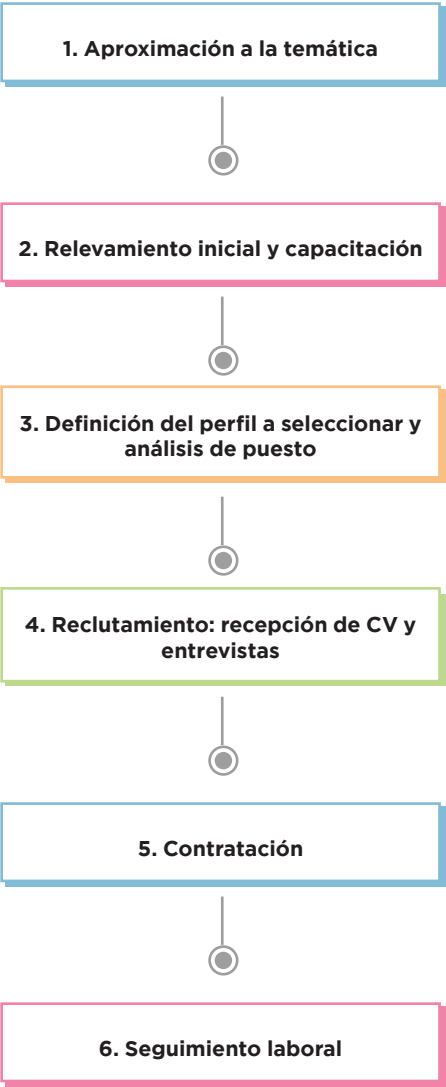 1. Aproximación a la temática
2. Relevamiento inicial y capacitación
3. Definición del perfil a seleccionar y
análisis de puesto
4. Reclutamiento: recepción de CV y
entrevistas
5. Contratación
6. Seguimiento laboral